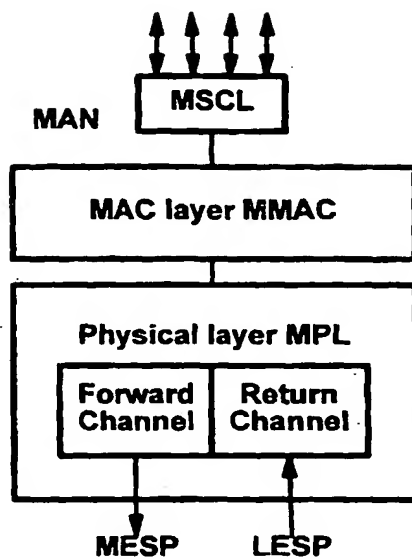 MSCL
MAN
MAC layer MMAC
Physical layer MPL
Forward Channel
Return Channel
MESP
LESP